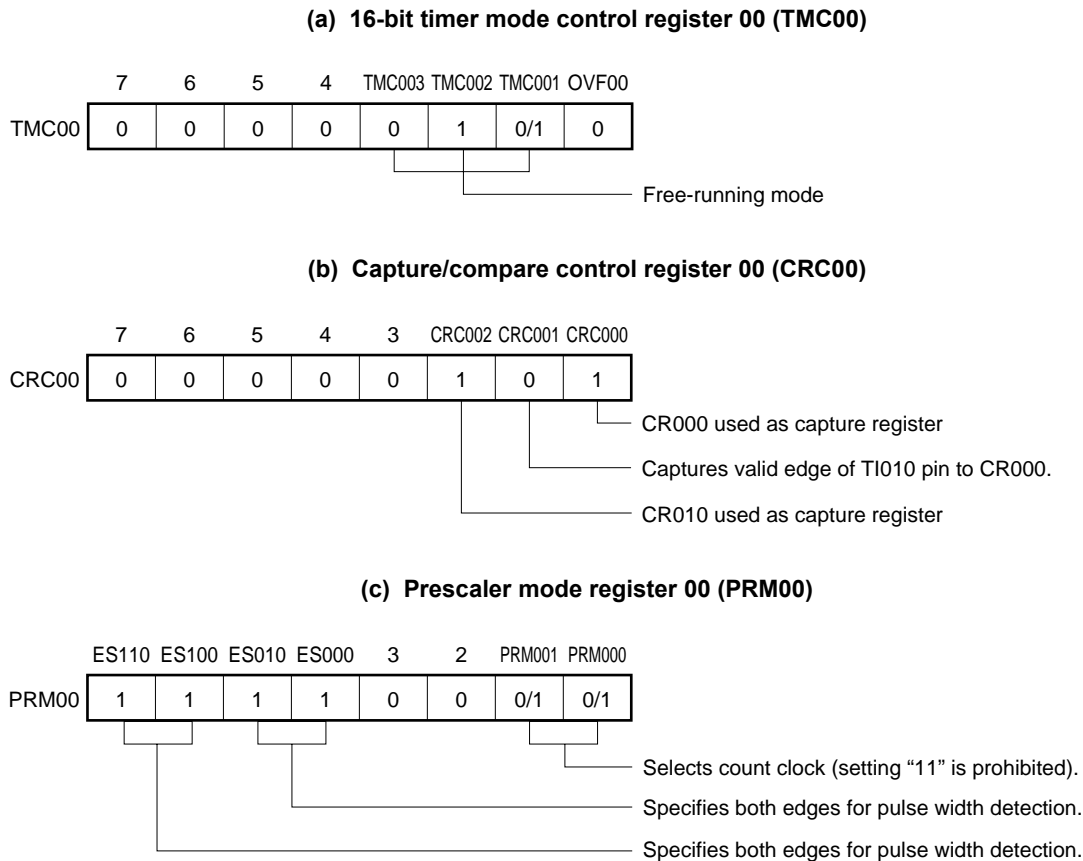 (a) 16-bit timer mode control register 00 (TMC00)
7 6 5 4 TMC003 TMC002 TMC001 OVF00
TMC00 0 0 0 0 0 1 0/1 0
Free-running mode
(b) Capture/compare control register 00 (CRC00)
7 6 5 4 3 CRC002 CRC001 CRC000
CRC00 0 0 0 0 0 1 0 1
CR000 used as capture register
Captures valid edge of TI010 pin to CR000.
CR010 used as capture register
(c) Prescaler mode register 00 (PRM00)
ES110 ES100 ES010 ES000 3 2 PRM001 PRM000
PRM00 1 1 1 1 0 0 0/1 0/1
Selects count clock (setting “11” is prohibited).
Specifies both edges for pulse width detection.
Specifies both edges for pulse width detection.